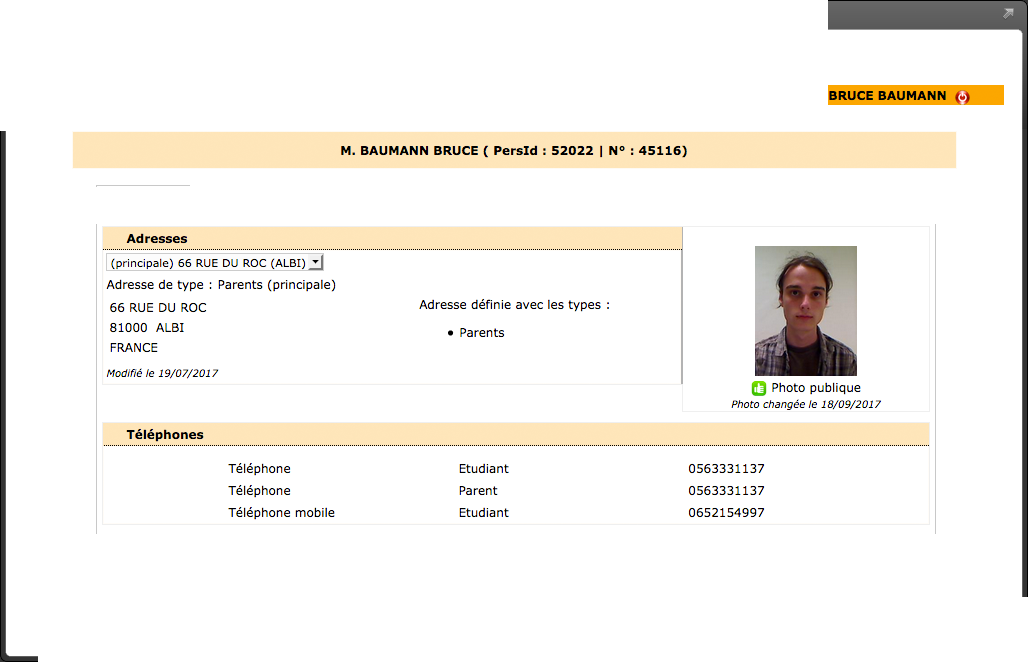 BRUCE BAUMANN
M. BAUMANN BRUCE ( PersId : 52022 | N° : 45116)
Adresses
(principale) 66 RUE DU ROC (ALBI)
Adresse de type : Parents (principale)
66 RUE DU ROC
81000 ALBI
FRANCE
Modifié le 19/07/2017
Adresse définie avec les types :
• Parents
Photo publique
Photo changée le 18/09/2017
Téléphones
Téléphone Etudiant 0563331137
Téléphone Parent 0563331137
Téléphone mobile Etudiant 0652154997